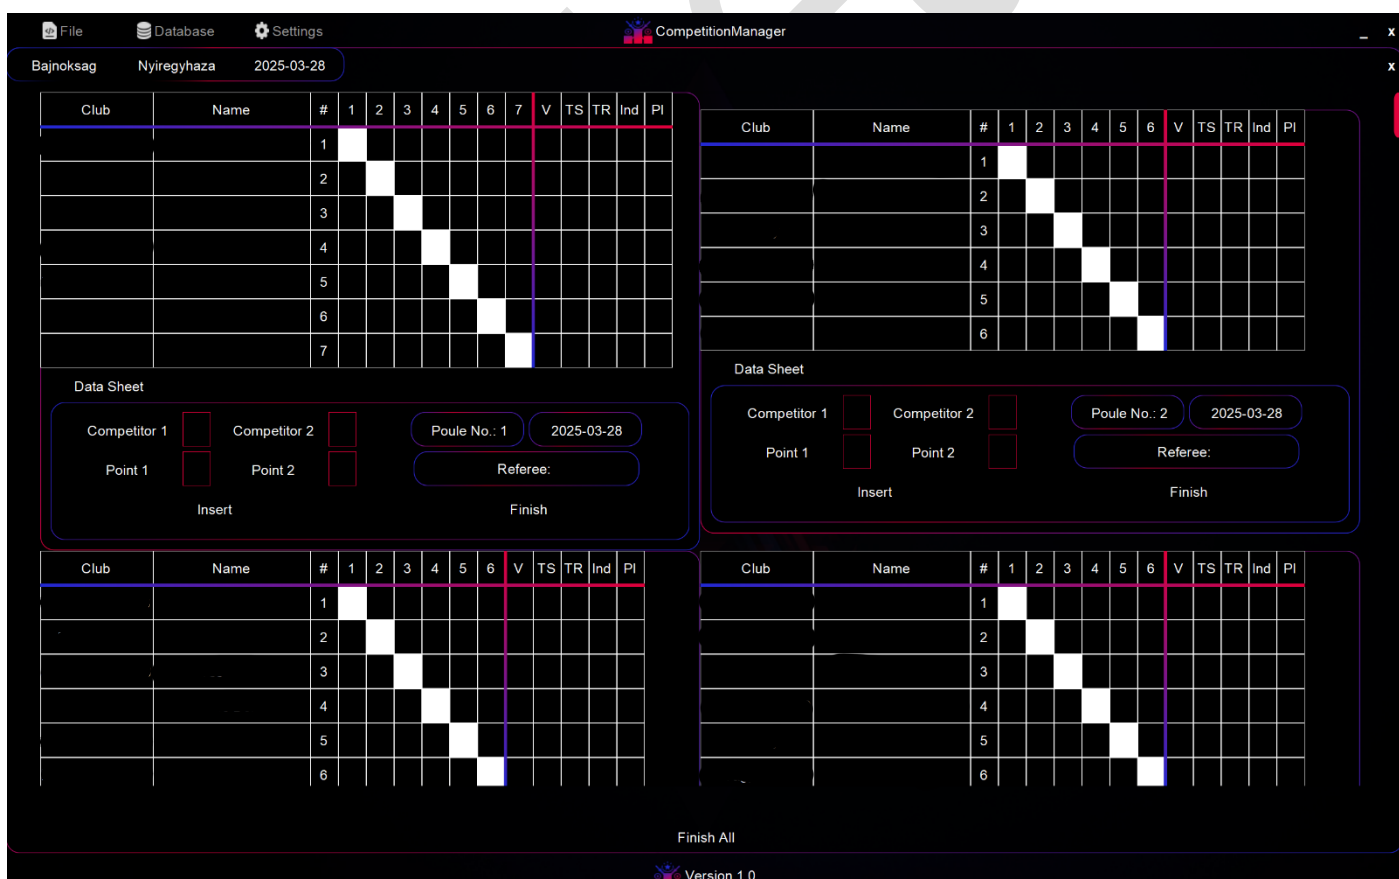 File Database Settings CompetitionManager _ x
Bajnoksag Nyiregyhaza 2025-03-28 x
Club Name # 1 2 3 4 5 6 7 V TS TR Ind Pl
1
2
3
4
5
6
7
Data Sheet
Competitor 1 Competitor 2 Poule No.: 1 2025-03-28
Point 1 Point 2 Referee:
Insert Finish
Club Name # 1 2 3 4 5 6 V TS TR Ind Pl
1
2
3
4
5
6
Data Sheet
Competitor 1 Competitor 2 Poule No.: 2 2025-03-28
Point 1 Point 2 Referee:
Insert Finish
Club Name # 1 2 3 4 5 6 V TS TR Ind Pl
1
2
3
4
5
6
Club Name # 1 2 3 4 5 6 V TS TR Ind Pl
1
2
3
4
5
6
Finish All
Version 1.0